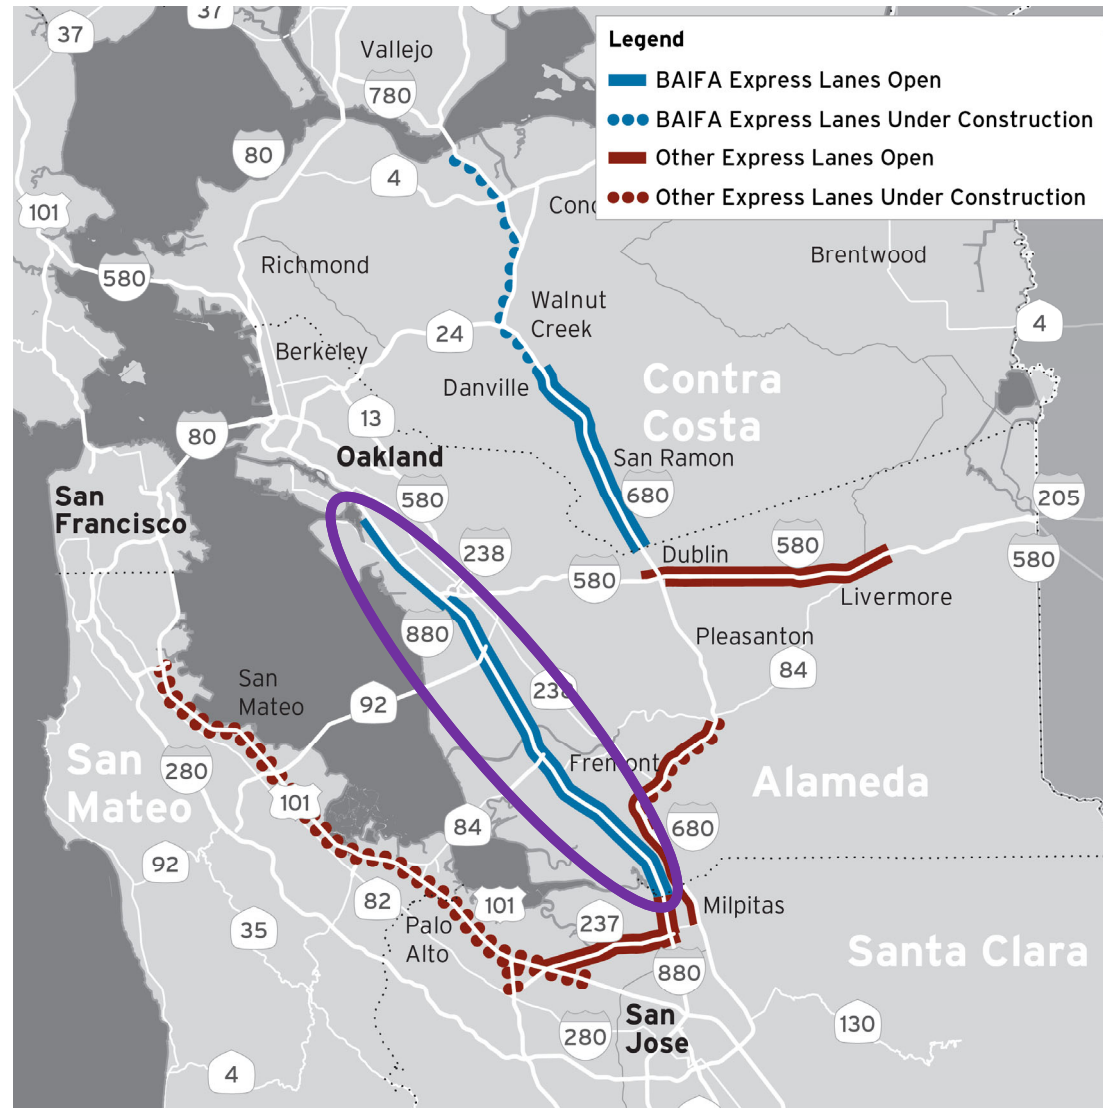 37
37
Legend
BAIFA Express Lanes Open
BAIFA Express Lanes Under Construction
Other Express Lanes Open
Other Express Lanes Under Construction
Vallejo
780
80
4
101
Conc
Richmond
580
Brentwood
Walnut
Creek
4
24
Berkeley
Danville
Contra
Costa
13
80
Oakland
San Ramon
580
680
205
San
Francisco
238
Dublin
580
580
580
Livermore
880
Pleasanton
84
San
Mateo
92
238
San
Mateo
280
Fremont
Alameda
101
84
680
92
82
101
Milpitas
35
Palo
Alto
237
Santa Clara
880
San
Jose
280
130
4